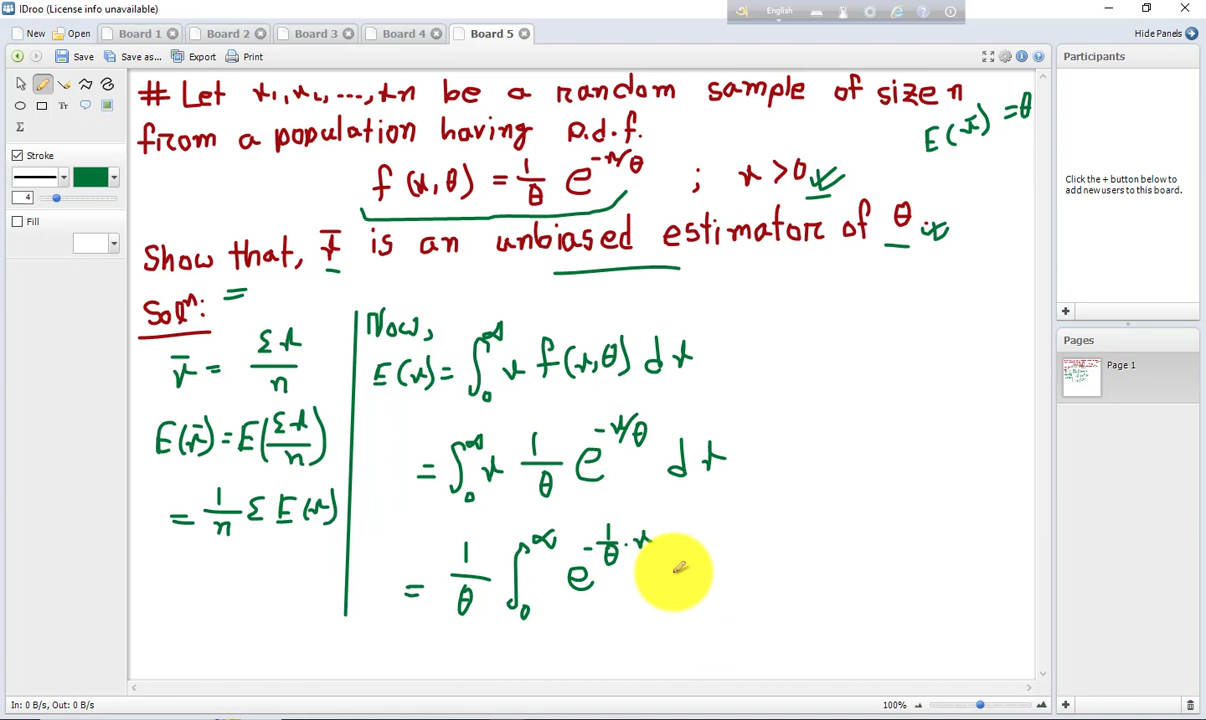 IDroo (License info unavailable)
English
New Open Board 1 Board 2 Board 3 Board 4 Board 5 Hide Panels
Save Save as... Export Print
Participants
Click the + button below to add new users to this board.
Pages
Page 1
Tr
Σ
Stroke
4
Fill
# Let x₁, x₂, ..., xn be a random sample of size n
from a population having p.d.f.
E(x̄) = θ
f(x, θ) = 1/θ e^(-x/θ) ; x > 0
Show that, x̄ is an unbiased estimator of θ.
Solⁿ:
x̄ = Σx/n
E(x̄) = E(Σx/n)
= 1/n Σ E(x)
Now,
E(x) = ∫₀^∞ x f(x,θ) dx
= ∫₀^∞ x 1/θ e^(-x/θ) dx
= 1/θ ∫₀^∞ e^(-1/θ · x)
In: 0 B/s, Out: 0 B/s
100%